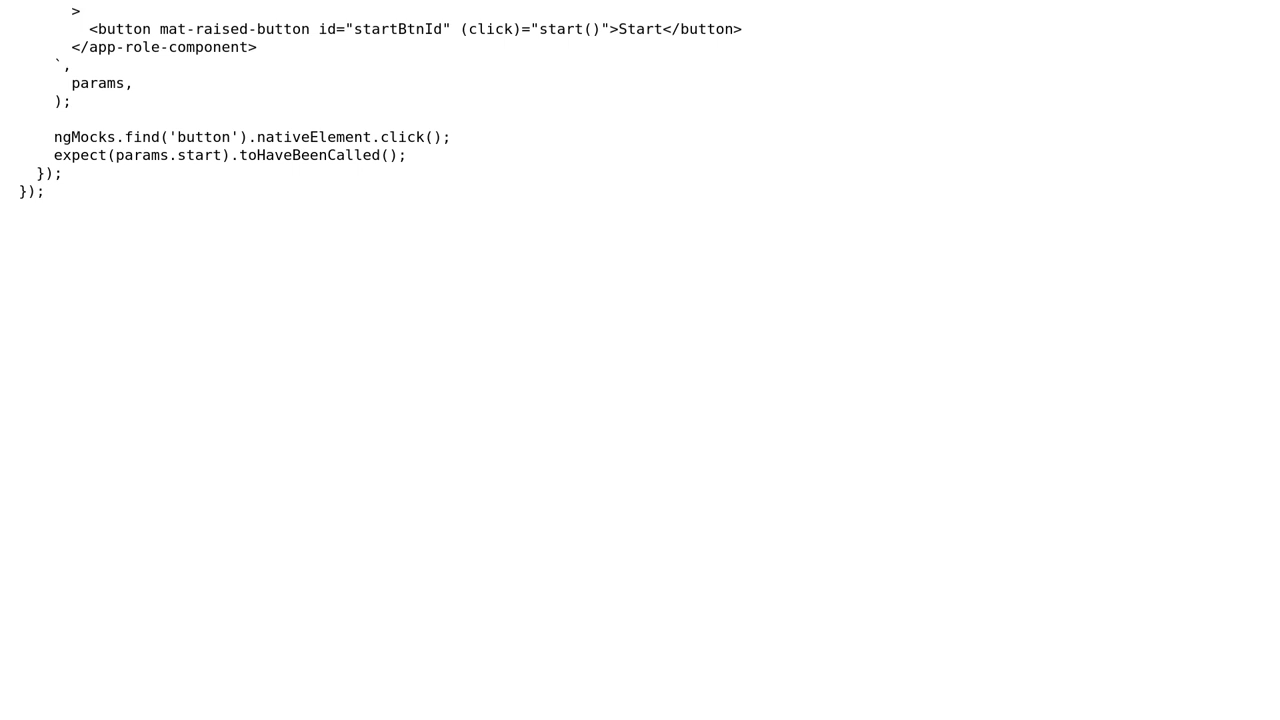 >
        <button mat-raised-button id="startBtnId" (click)="start()">Start</button>
      </app-role-component>
    `,
      params,
    );

    ngMocks.find('button').nativeElement.click();
    expect(params.start).toHaveBeenCalled();
  });
});